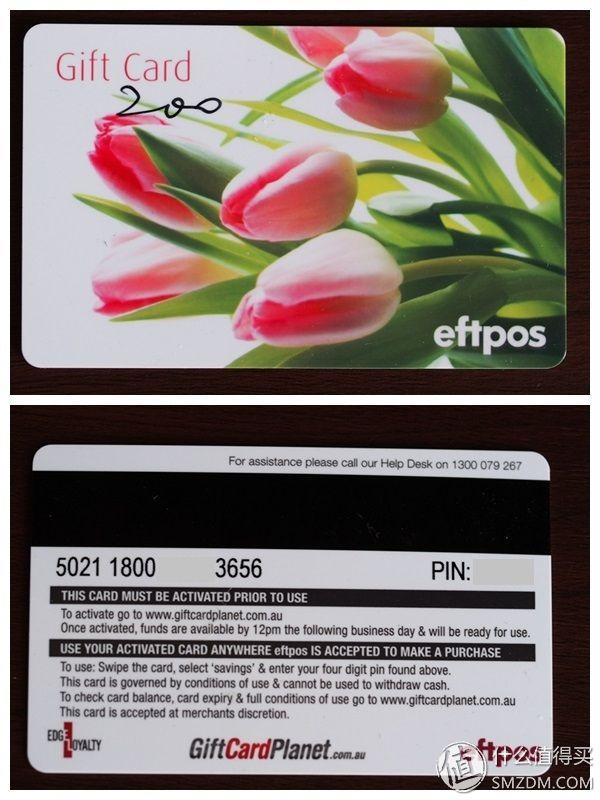 Gift Card
200
eftpos
For assistance please call our Help Desk on 1300 079 267
5021 1800 3656 PIN:
THIS CARD MUST BE ACTIVATED PRIOR TO USE
To activate go to www.giftcardplanet.com.au
Once activated, funds are available by 12pm the following business day & will be ready for use.
USE YOUR ACTIVATED CARD ANYWHERE eftpos IS ACCEPTED TO MAKE A PURCHASE
To use: Swipe the card, select 'savings' & enter your four digit pin found above.
This card is governed by conditions of use & cannot be used to withdraw cash.
To check card balance, card expiry & full conditions of use go to www.giftcardplanet.com.au
This card is accepted at merchants discretion.
EDGE LOYALTY
GiftCardPlanet.com.au
eftpos
值 什么值得买
SMZDM.COM